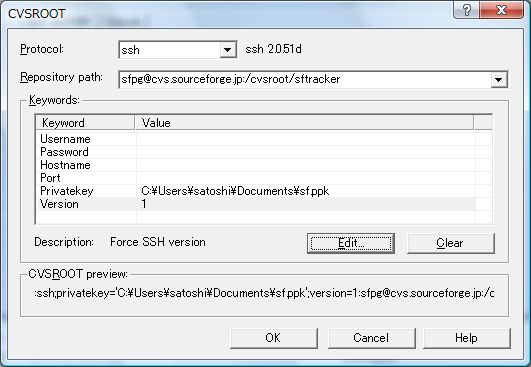 CVSROOT
Protocol: ssh ssh 2.0.51d
Repository path: sfpg@cvs.sourceforge.jp:/cvsroot/sftracker
Keywords:
Keyword Value
Username
Password
Hostname
Port
Privatekey C:¥Users¥satoshi¥Documents¥sf.ppk
Version 1
Description: Force SSH version Edit... Clear
CVSROOT preview:
:ssh;privatekey='C:¥Users¥satoshi¥Documents¥sf.ppk';version=1:sfpg@cvs.sourceforge.jp:/c
OK Cancel Help